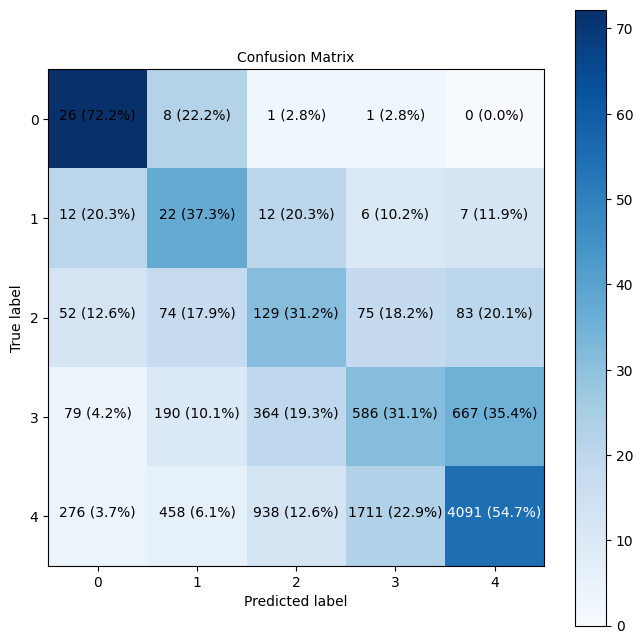 Confusion Matrix
70
60
50
40
30
20
10
0
0
26 (72.2%) 8 (22.2%) 1 (2.8%) 1 (2.8%) 0 (0.0%)
1
12 (20.3%) 22 (37.3%) 12 (20.3%) 6 (10.2%) 7 (11.9%)
2
52 (12.6%) 74 (17.9%) 129 (31.2%) 75 (18.2%) 83 (20.1%)
3
79 (4.2%) 190 (10.1%) 364 (19.3%) 586 (31.1%) 667 (35.4%)
4
276 (3.7%) 458 (6.1%) 938 (12.6%) 1711 (22.9%) 4091 (54.7%)
True label
0 1 2 3 4
Predicted label